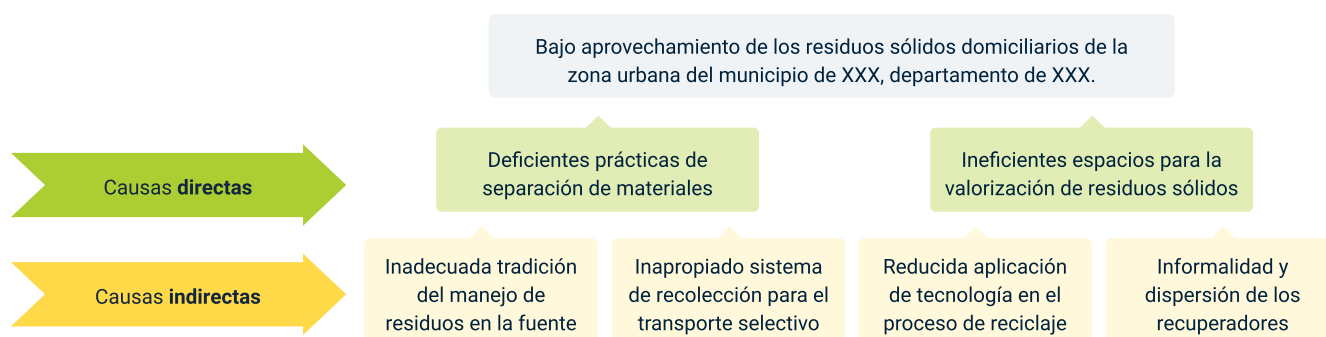 Bajo aprovechamiento de los residuos sólidos domiciliarios de la
zona urbana del municipio de XXX, departamento de XXX.
Causas directas
Deficientes prácticas de
separación de materiales
Ineficientes espacios para la
valorización de residuos sólidos
Causas indirectas
Inadecuada tradición
del manejo de
residuos en la fuente
Inapropiado sistema
de recolección para el
transporte selectivo
Reducida aplicación
de tecnología en el
proceso de reciclaje
Informalidad y
dispersión de los
recuperadores